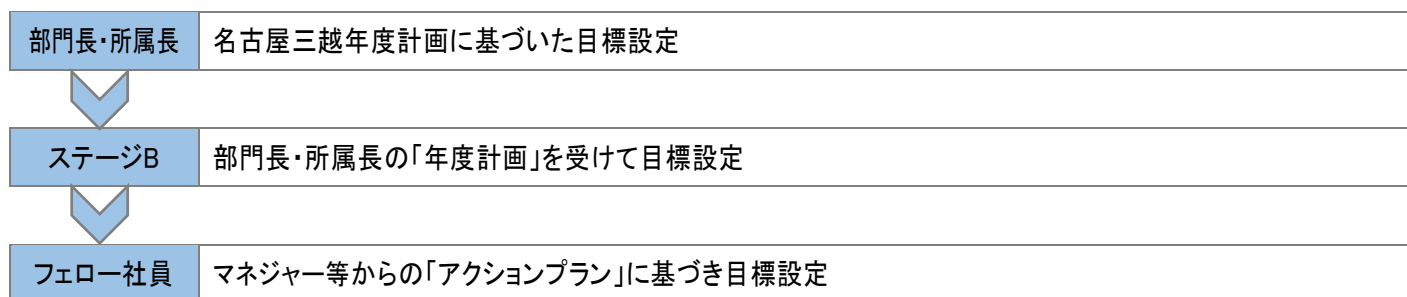 部門長・所属長 名古屋三越年度計画に基づいた目標設定
ステージB 部門長・所属長の「年度計画」を受けて目標設定
フェロー社員 マネジャー等からの「アクションプラン」に基づき目標設定